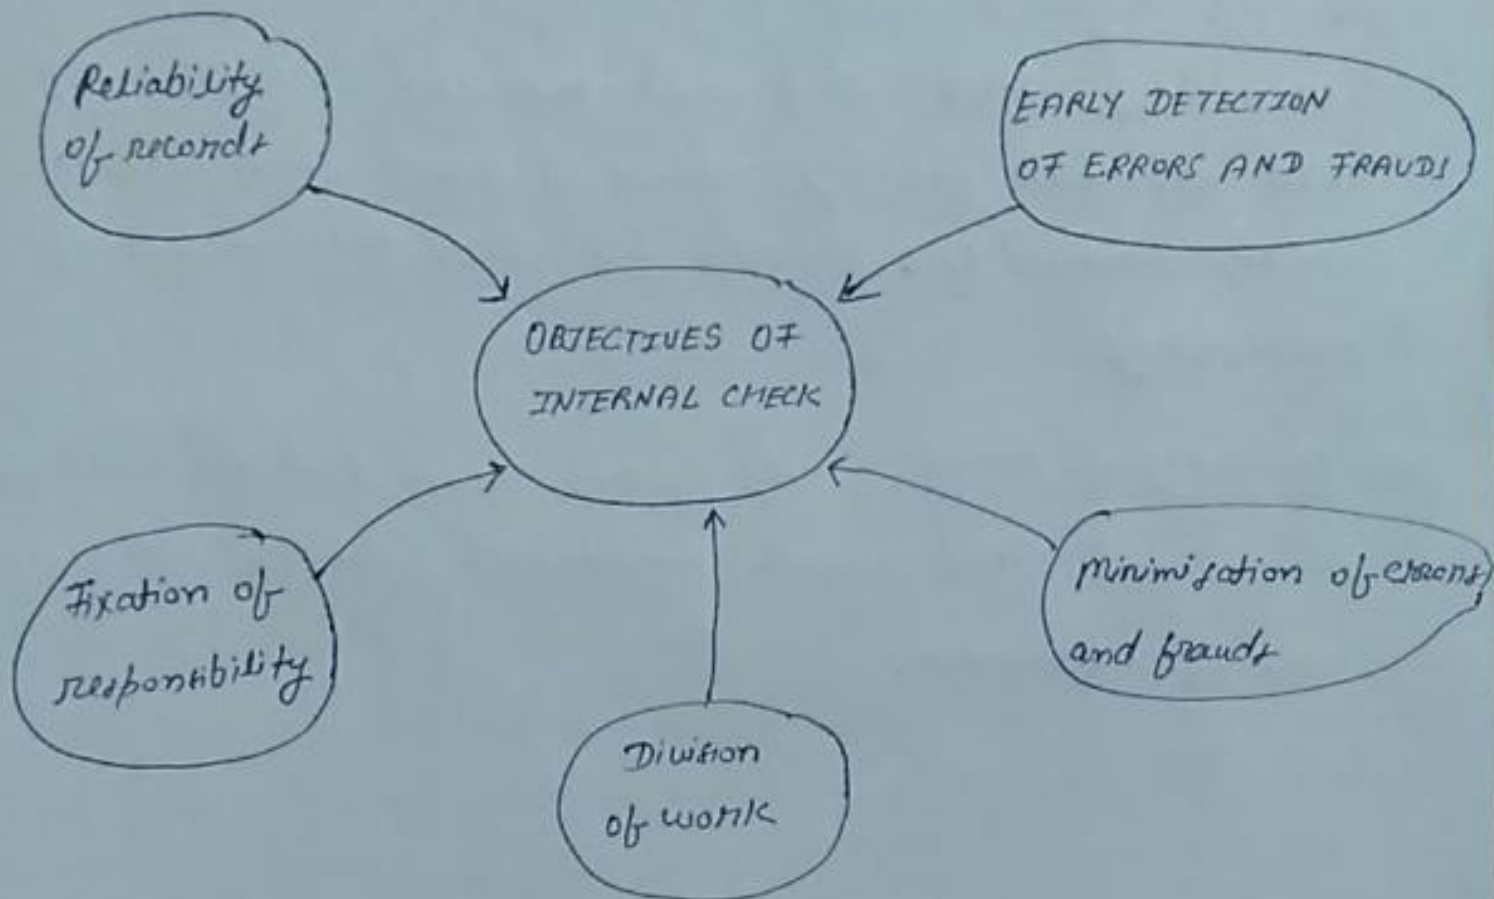 Reliability
of records
EARLY DETECTION
OF ERRORS AND FRAUDS
OBJECTIVES OF
INTERNAL CHECK
Fixation of
responsibility
Minimisation of errors
and frauds
Division
of work